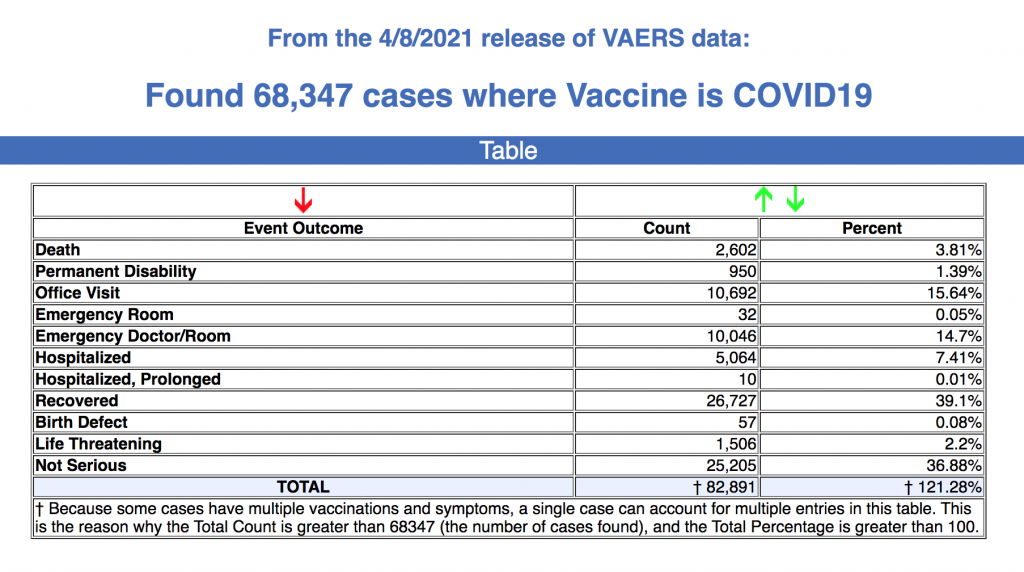 From the 4/8/2021 release of VAERS data:
Found 68,347 cases where Vaccine is COVID19
Table
Event Outcome Count Percent
Death 2,602 3.81%
Permanent Disability 950 1.39%
Office Visit 10,692 15.64%
Emergency Room 32 0.05%
Emergency Doctor/Room 10,046 14.7%
Hospitalized 5,064 7.41%
Hospitalized, Prolonged 10 0.01%
Recovered 26,727 39.1%
Birth Defect 57 0.08%
Life Threatening 1,506 2.2%
Not Serious 25,205 36.88%
TOTAL † 82,891 † 121.28%
† Because some cases have multiple vaccinations and symptoms, a single case can account for multiple entries in this table. This
is the reason why the Total Count is greater than 68347 (the number of cases found), and the Total Percentage is greater than 100.